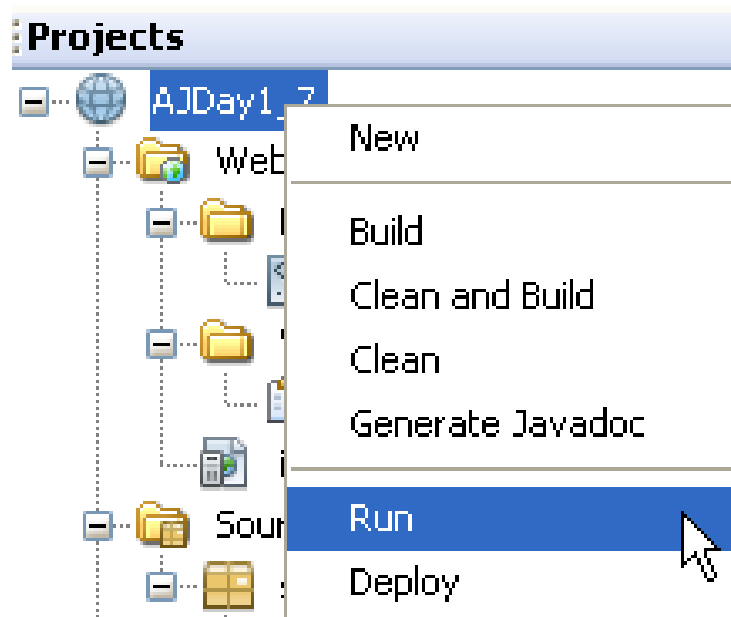 Projects
AJDay1_7
New
Web
Build
Clean and Build
Clean
Generate Javadoc
Sour
Run
Deploy